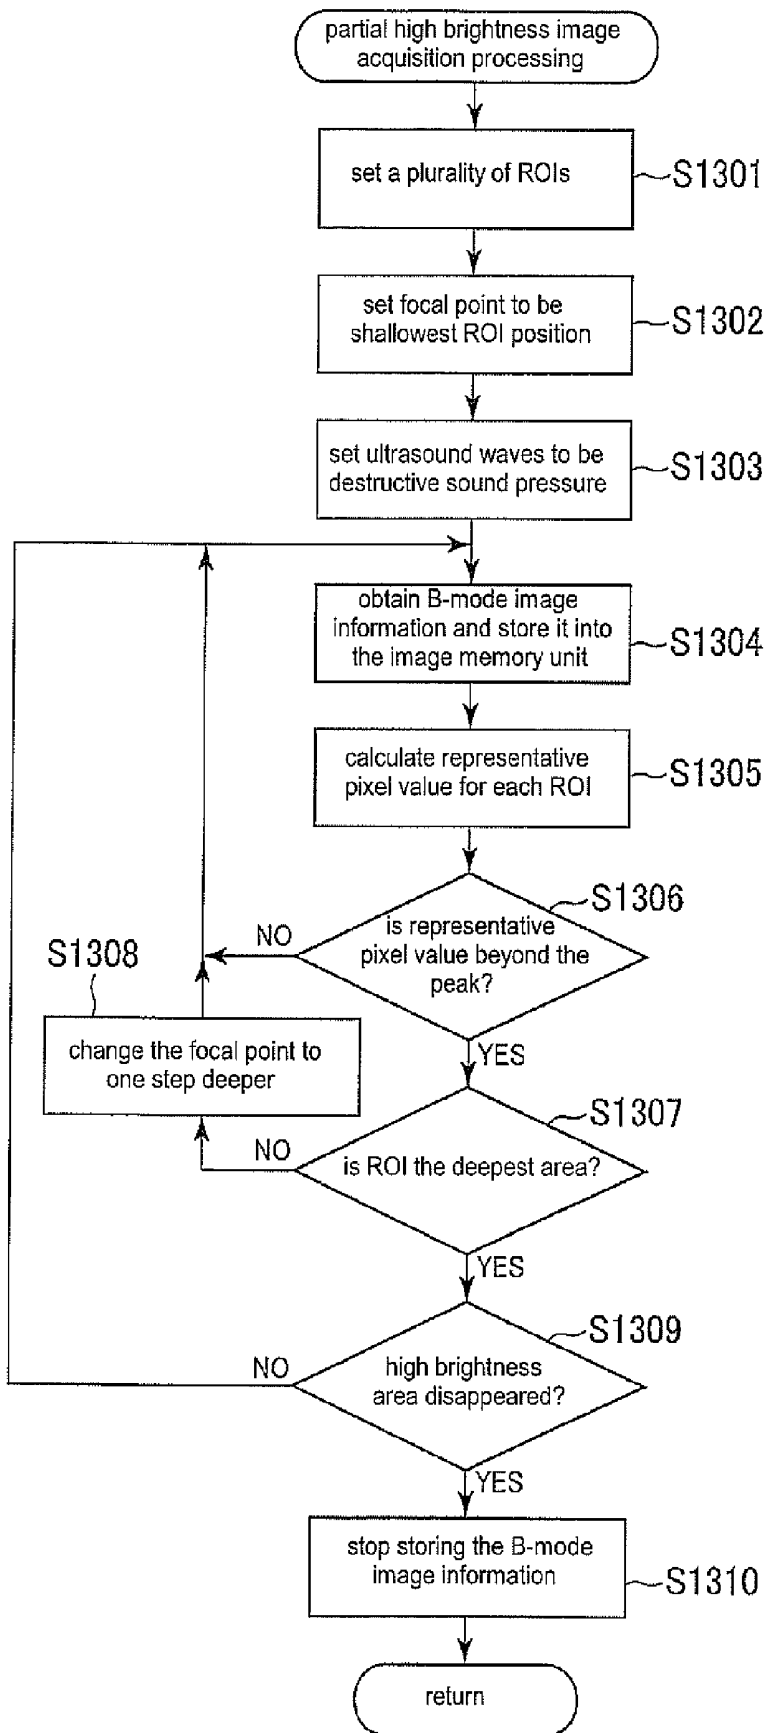 partial high brightness image
acquisition processing
set a plurality of ROIs
S1301
set focal point to be
shallowest ROI position
S1302
set ultrasound waves to be
destructive sound pressure
S1303
obtain B-mode image
information and store it into
the image memory unit
S1304
calculate representative
pixel value for each ROI
S1305
S1306
is representative
pixel value beyond the
peak?
NO
YES
S1308
change the focal point to
one step deeper
S1307
is ROI the deepest area?
NO
YES
S1309
high brightness
area disappeared?
NO
YES
stop storing the B-mode
image information
S1310
return